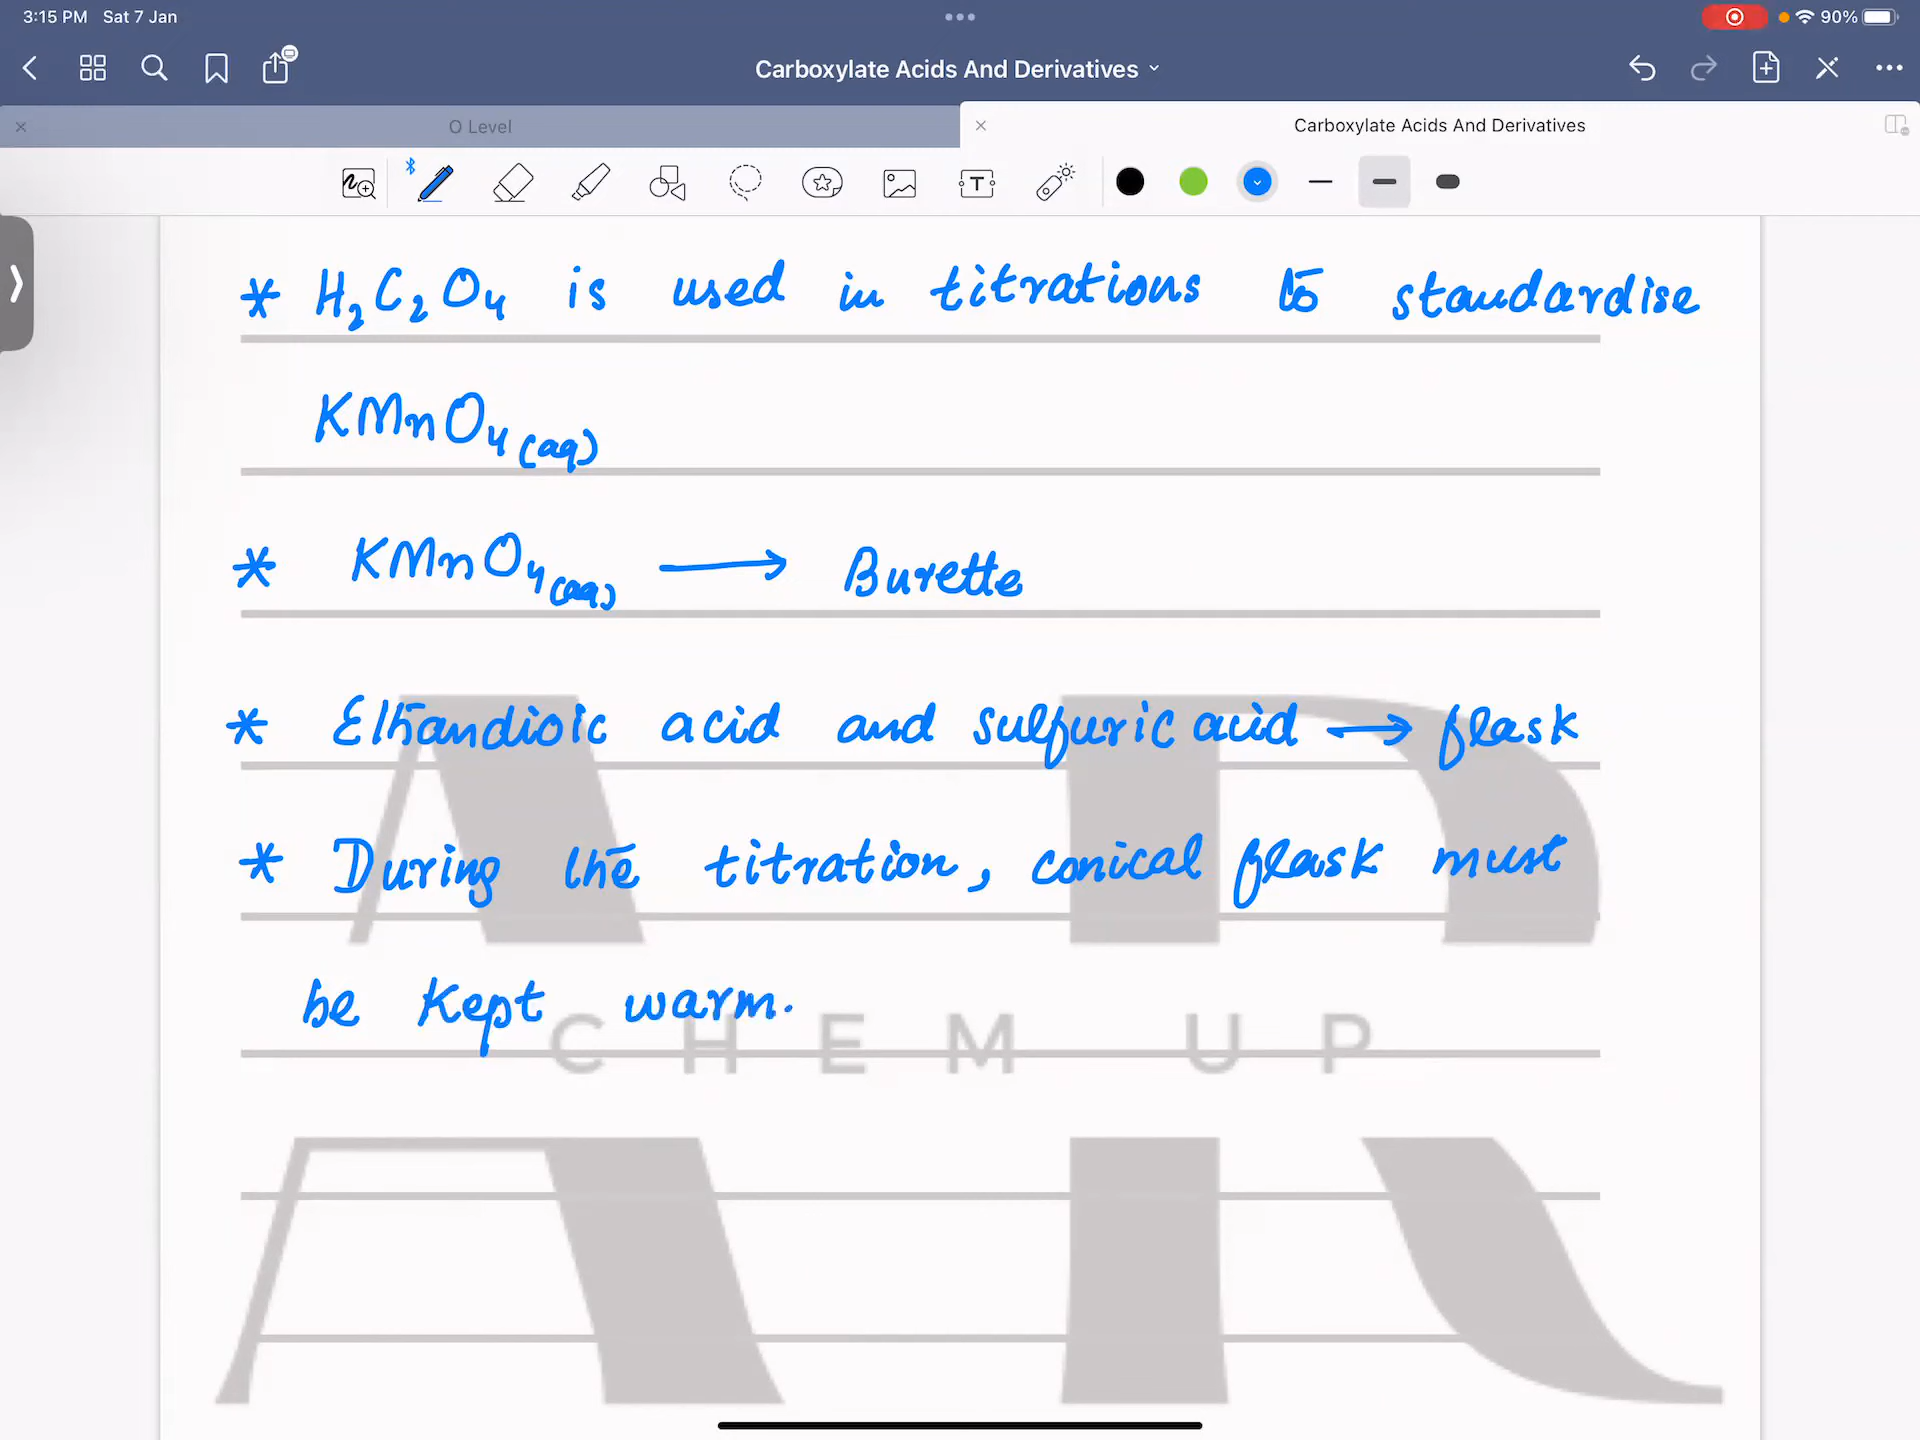 3:15 PM Sat 7 Jan
90%
Carboxylate Acids And Derivatives
O Level
Carboxylate Acids And Derivatives
* H₂C₂O₄ is used in titrations to standardise
KMnO₄(aq)
* KMnO₄(aq) → Burette
* Ethandioic acid and sulfuric acid → flask
* During the titration, conical flask must
be kept warm.
CHEM UP